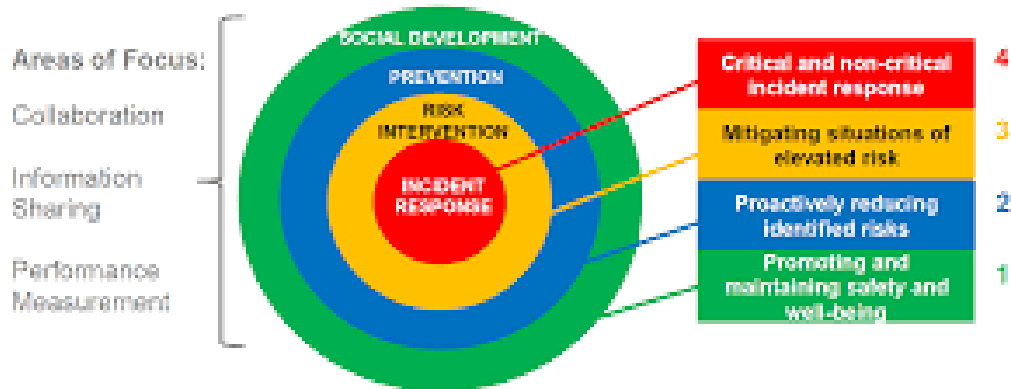 Areas of Focus:
Collaboration
Information
Sharing
Performance
Measurement
SOCIAL DEVELOPMENT
PREVENTION
RISK
INTERVENTION
INCIDENT
RESPONSE
Critical and non-critical
incident response
4
Mitigating situations of
elevated risk
3
Proactively reducing
identified risks
2
Promoting and
maintaining safety and
well-being
1